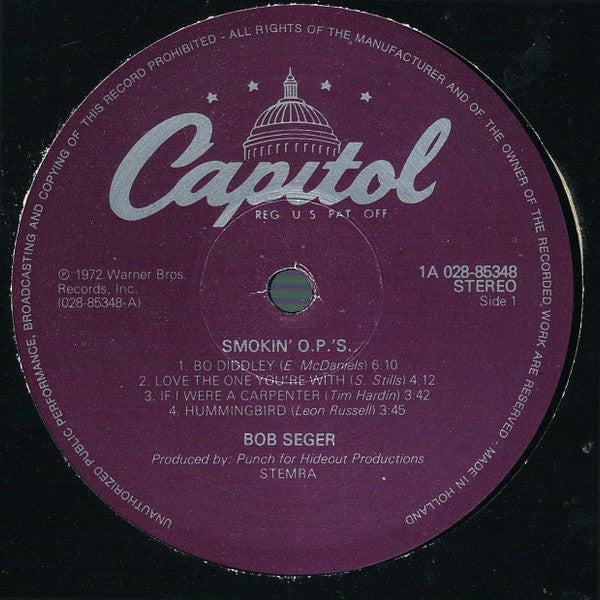 UNAUTHORIZED PUBLIC PERFORMANCE, BROADCASTING AND COPYING OF THIS RECORD PROHIBITED - ALL RIGHTS OF THE MANUFACTURER AND OF THE OWNER OF THE RECORDED WORK ARE RESERVED - MADE IN HOLLAND
Capitol
REG U S PAT OFF
℗ 1972 Warner Bros.
Records, Inc.
(028-85348-A)
1A 028-85348
STEREO
Side 1
SMOKIN' O.P.'S.
1. BO DIDDLEY (E. McDaniels) 6:10
2. LOVE THE ONE YOU'RE WITH (S. Stills) 4:12
3. IF I WERE A CARPENTER (Tim Hardin) 3:42
4. HUMMINGBIRD (Leon Russell) 3:45
BOB SEGER
Produced by: Punch for Hideout Productions
STEMRA